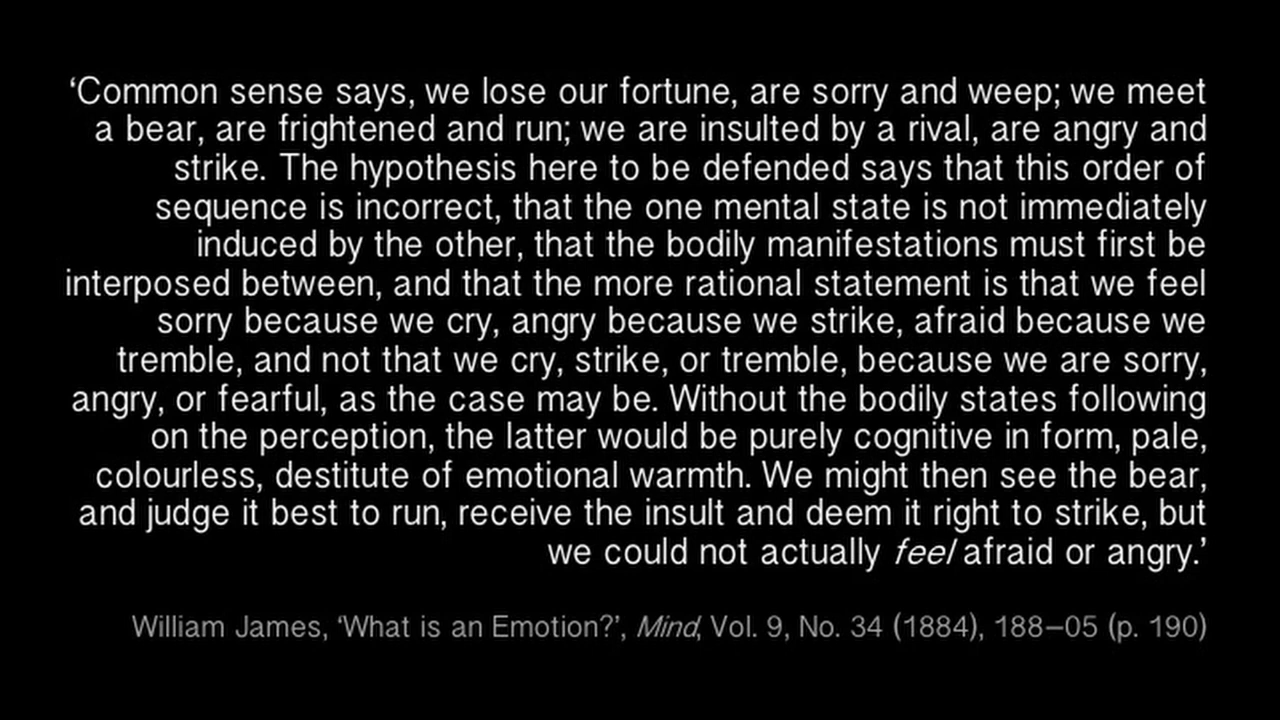 ‘Common sense says, we lose our fortune, are sorry and weep; we meet
a bear, are frightened and run; we are insulted by a rival, are angry and
strike. The hypothesis here to be defended says that this order of
sequence is incorrect, that the one mental state is not immediately
induced by the other, that the bodily manifestations must first be
interposed between, and that the more rational statement is that we feel
sorry because we cry, angry because we strike, afraid because we
tremble, and not that we cry, strike, or tremble, because we are sorry,
angry, or fearful, as the case may be. Without the bodily states following
on the perception, the latter would be purely cognitive in form, pale,
colourless, destitute of emotional warmth. We might then see the bear,
and judge it best to run, receive the insult and deem it right to strike, but
we could not actually feel afraid or angry.’
William James, ‘What is an Emotion?’, Mind, Vol. 9, No. 34 (1884), 188–05 (p. 190)